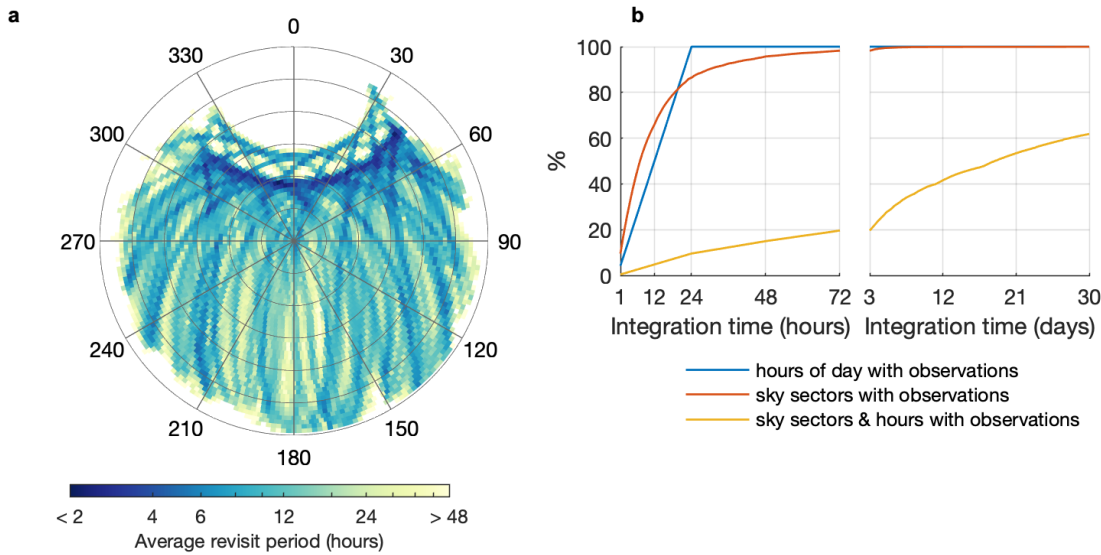 a
0
30
60
90
120
150
180
210
240
270
300
330
< 2 4 6 12 24 > 48
Average revisit period (hours)
b
100
80
60
40
20
0
%
1 12 24 48 72
Integration time (hours)
3 12 21 30
Integration time (days)
hours of day with observations
sky sectors with observations
sky sectors & hours with observations